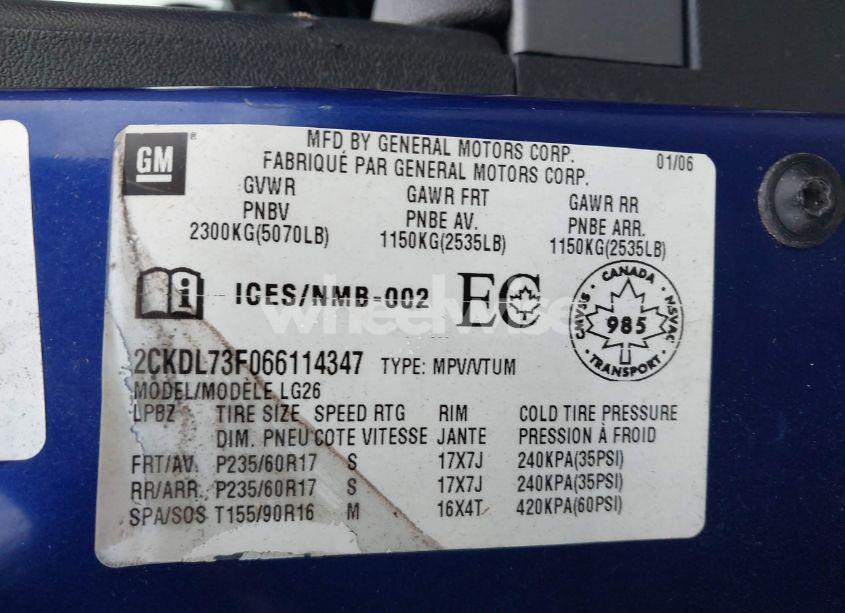 GM
MFD BY GENERAL MOTORS CORP. 01/06
FABRIQUÉ PAR GENERAL MOTORS CORP.
GVWR GAWR FRT GAWR RR
PNBV PNBE AV. PNBE ARR.
2300KG(5070LB) 1150KG(2535LB) 1150KG(2535LB)
i ICES/NMB-002 EC
CANADA
CMVSS NSVAC
985
TRANSPORT
wheelwise
2CKDL73F066114347 TYPE: MPV/VTUM
MODEL/MODÈLE LG26
LPBZ TIRE SIZE SPEED RTG RIM COLD TIRE PRESSURE
DIM. PNEU COTE VITESSE JANTE PRESSION À FROID
FRT/AV. P235/60R17 S 17X7J 240KPA(35PSI)
RR/ARR. P235/60R17 S 17X7J 240KPA(35PSI)
SPA/SOS T155/90R16 M 16X4T 420KPA(60PSI)